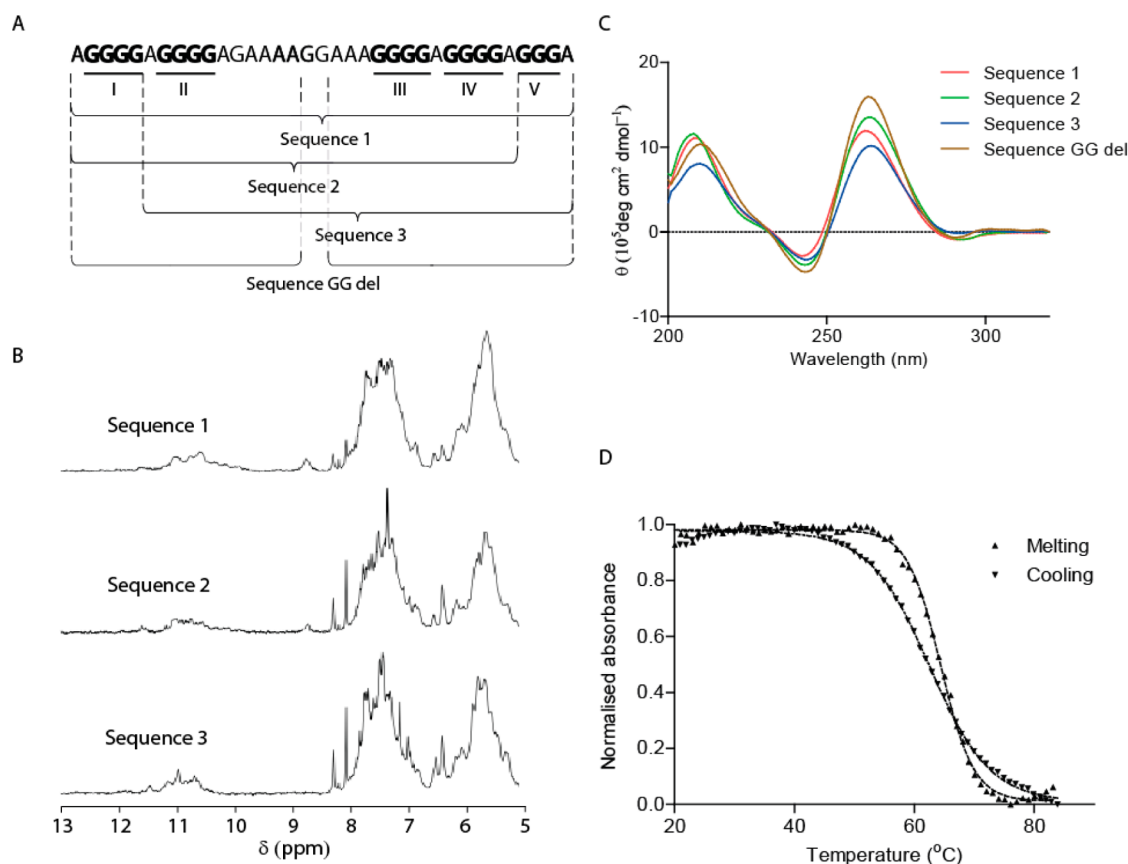 A
AGGGGAGGGGAGAAAAGGAAAGGGGAGGGGAGGGA
I II III IV V
Sequence 1
Sequence 2
Sequence 3
Sequence GG del
B
Sequence 1
Sequence 2
Sequence 3
13 12 11 10 9 8 7 6 5
δ (ppm)
C
θ (10⁵deg cm² dmol⁻¹)
20
10
0
-10
200 250 300
Wavelength (nm)
Sequence 1
Sequence 2
Sequence 3
Sequence GG del
D
Normalised absorbance
1.0
0.8
0.6
0.4
0.2
0.0
20 40 60 80
Temperature (°C)
Melting
Cooling